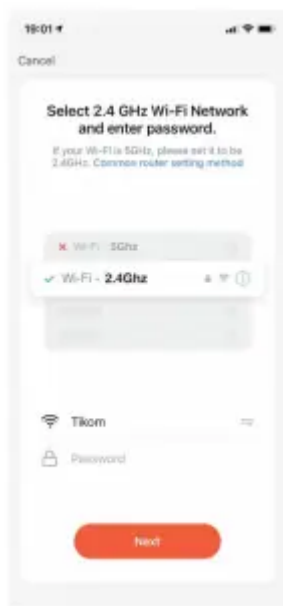 19:01
Cancel
Select 2.4 GHz Wi-Fi Network
and enter password.
If your Wi-Fi is 5GHz, please set it to be
2.4GHz. Common router setting method
Wi-Fi - 5Ghz
Wi-Fi - 2.4Ghz
Tikom
Password
Next